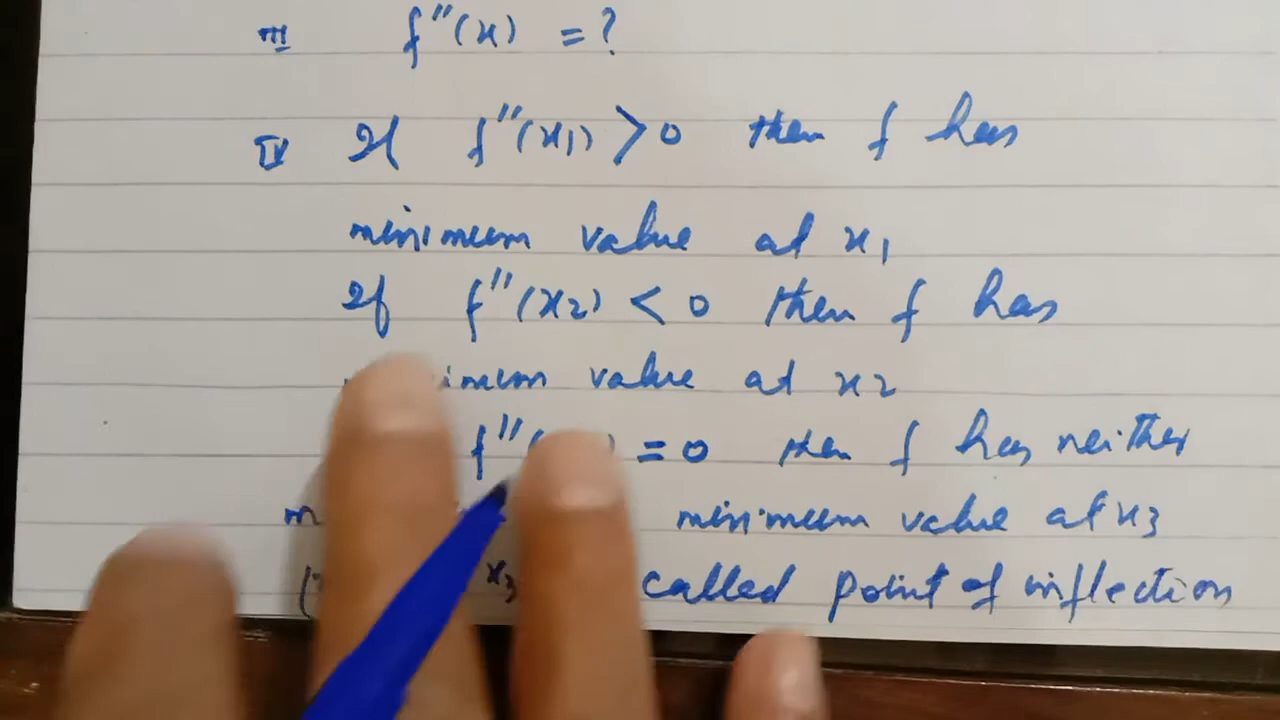 III f''(x) = ?
IV If f''(x1) > 0 then f has
minimum value at x1
If f''(x2) < 0 then f has
value at x2
f''( ) = 0 then f has neither
minimum value at x3
x3 called point of inflection